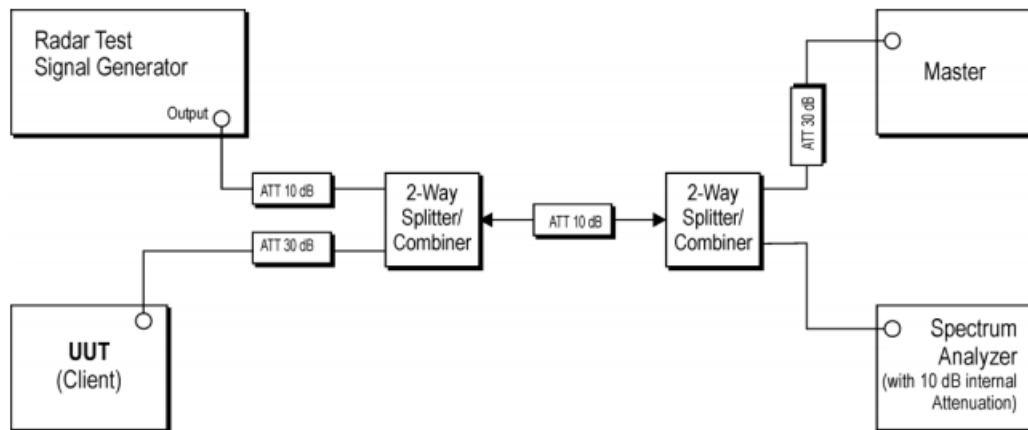 Radar Test
Signal Generator
Output
ATT 10 dB
2-Way
Splitter/
Combiner
ATT 30 dB
UUT
(Client)
ATT 10 dB
2-Way
Splitter/
Combiner
ATT 30 dB
Master
Spectrum
Analyzer
(with 10 dB internal
Attenuation)